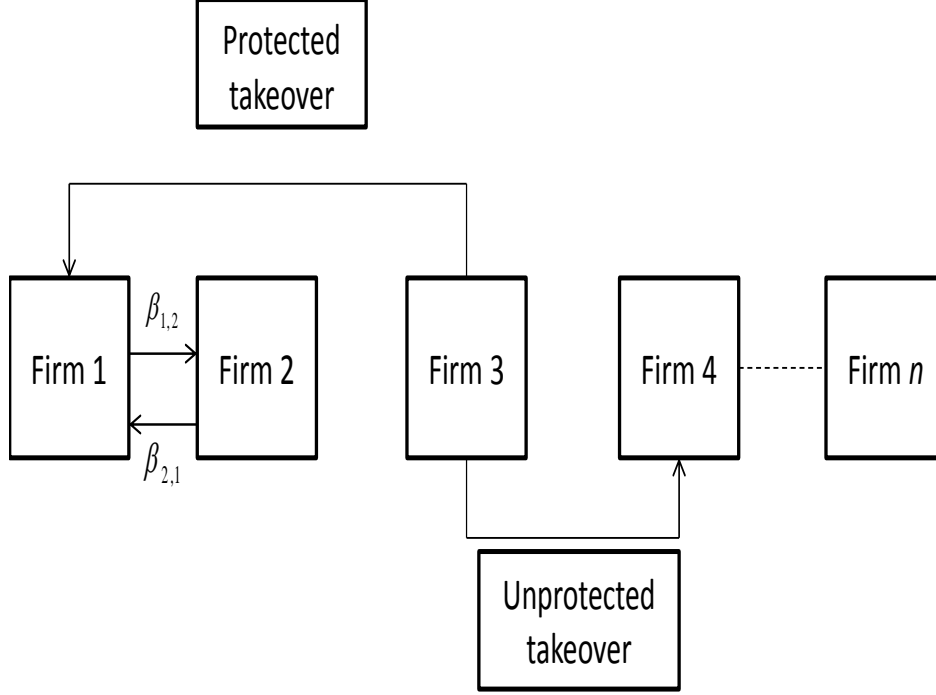 Protected
takeover
β1,2
Firm 1
Firm 2
Firm 3
Firm 4
Firm n
β2,1
Unprotected
takeover